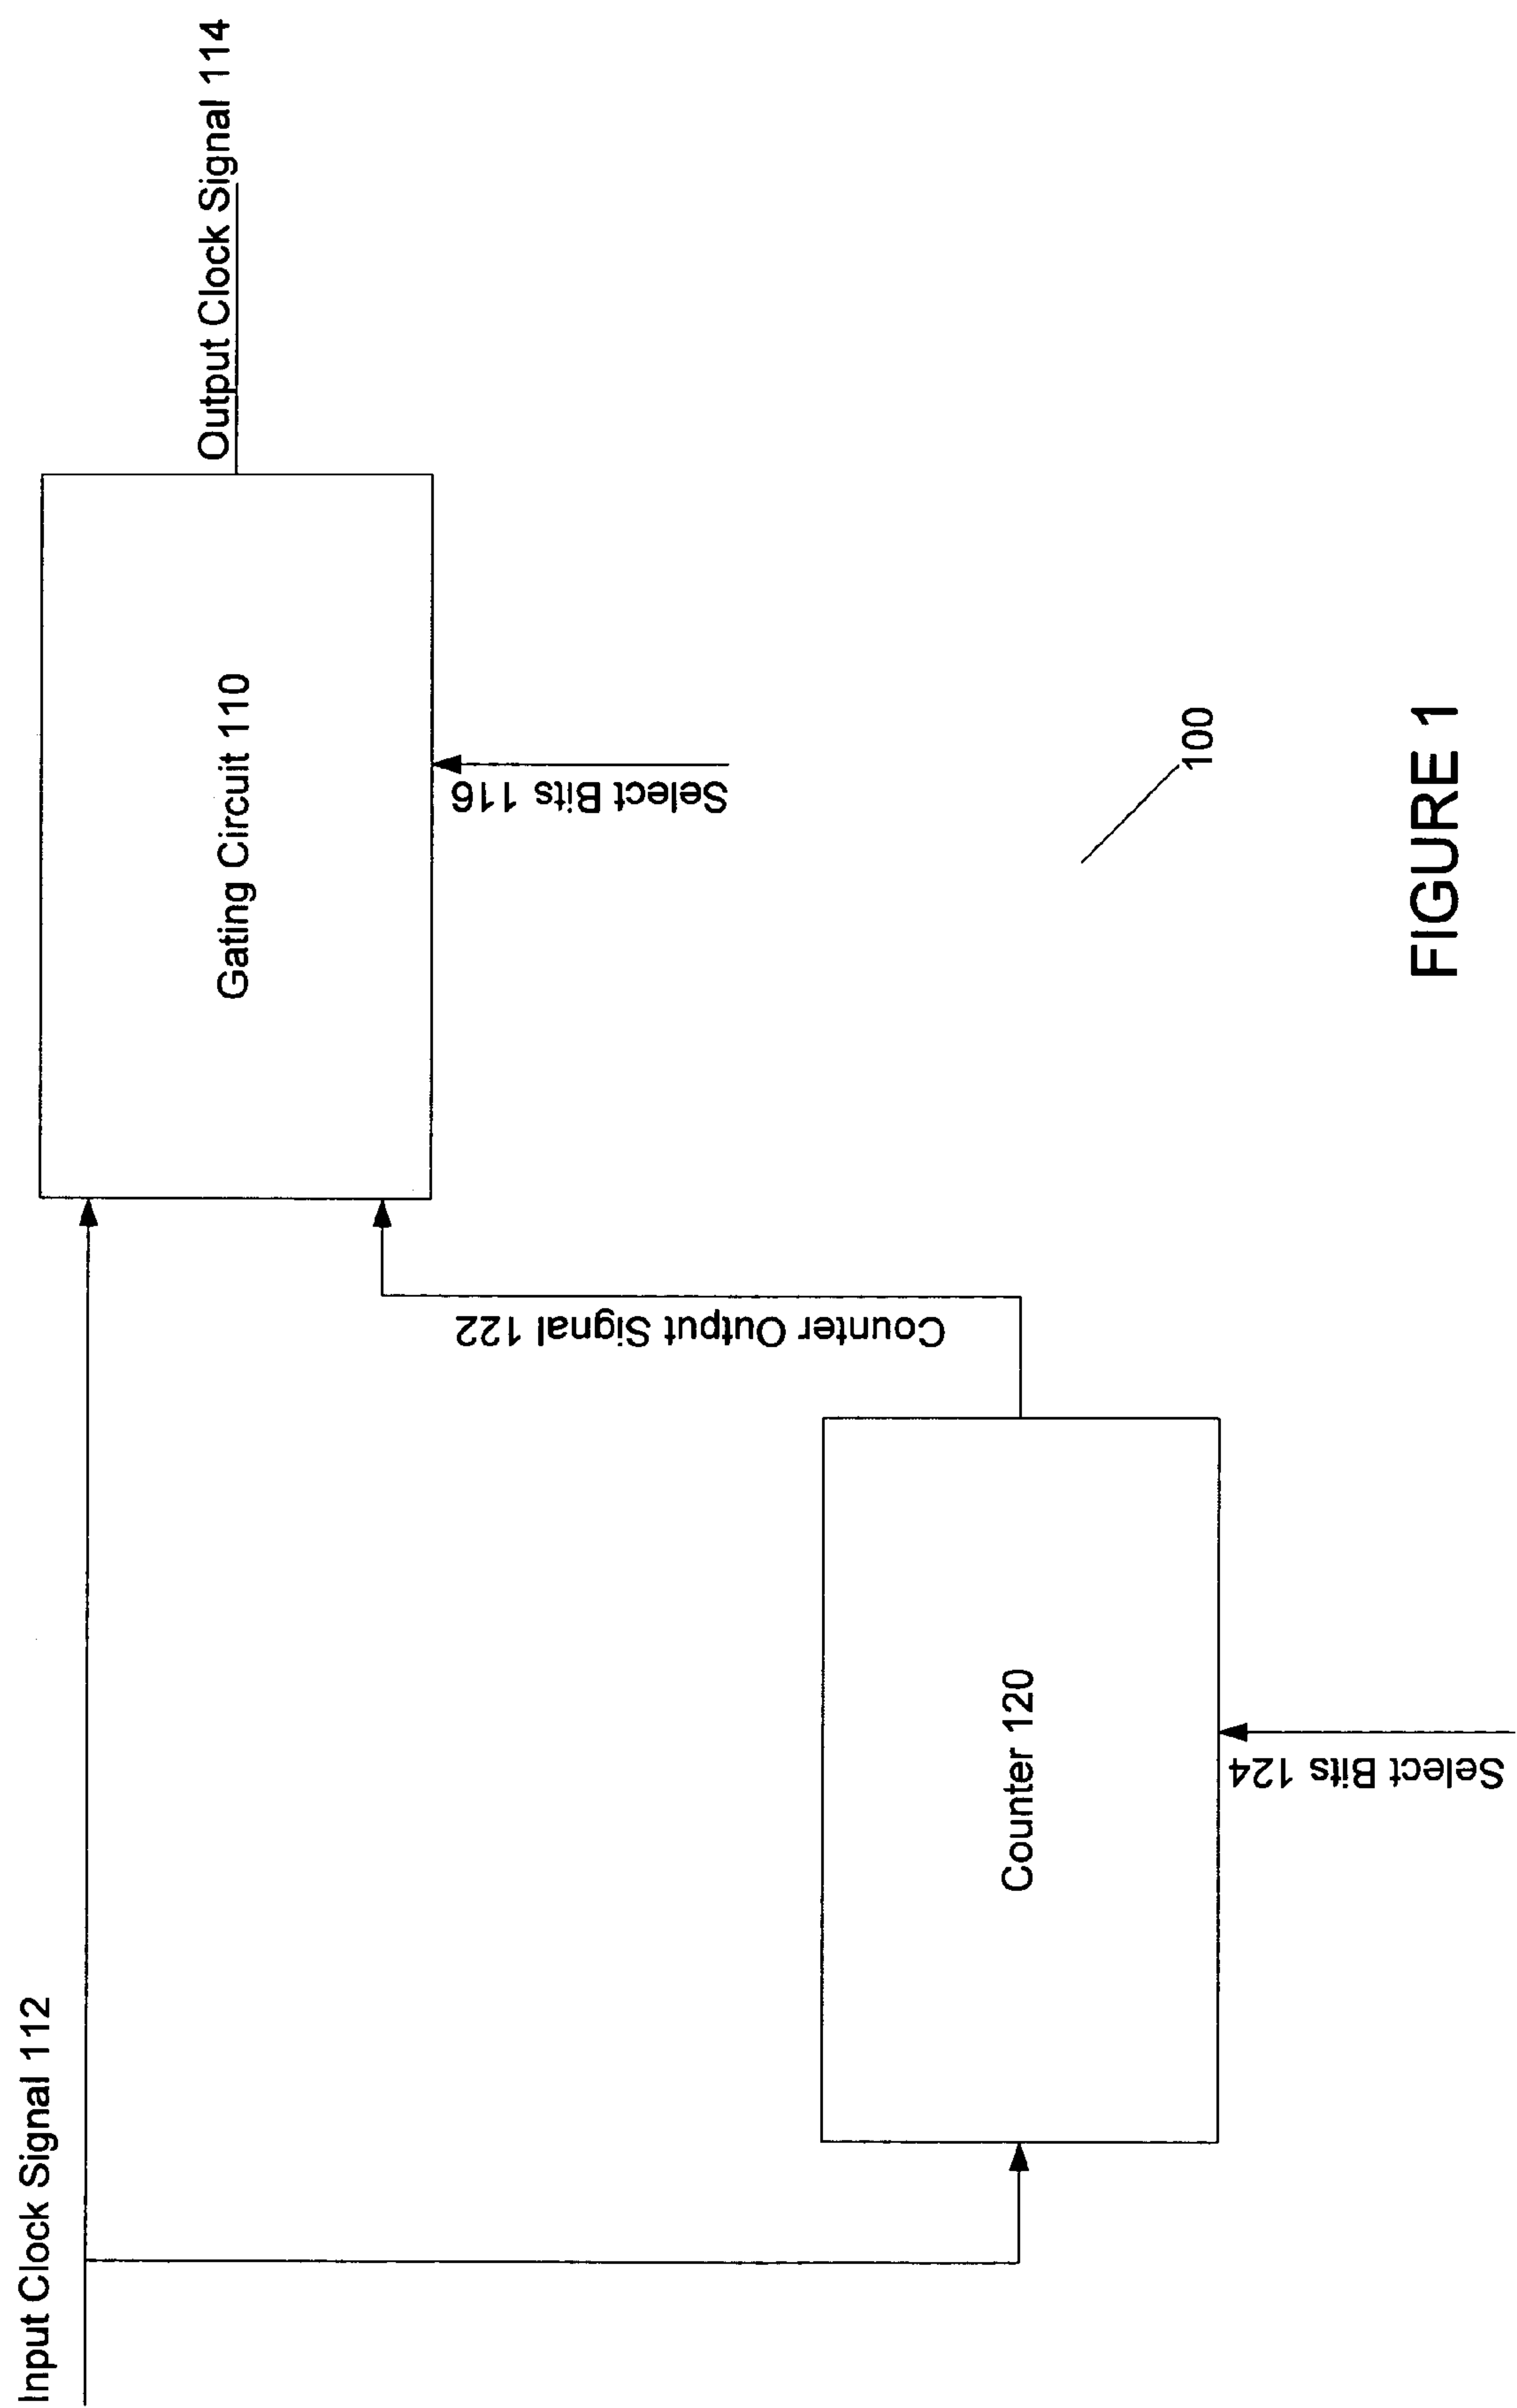 Input Clock Signal 112
Output Clock Signal 114
Gating Circuit 110
Select Bits 116
Counter Output Signal 122
Counter 120
Select Bits 124
100
FIGURE 1